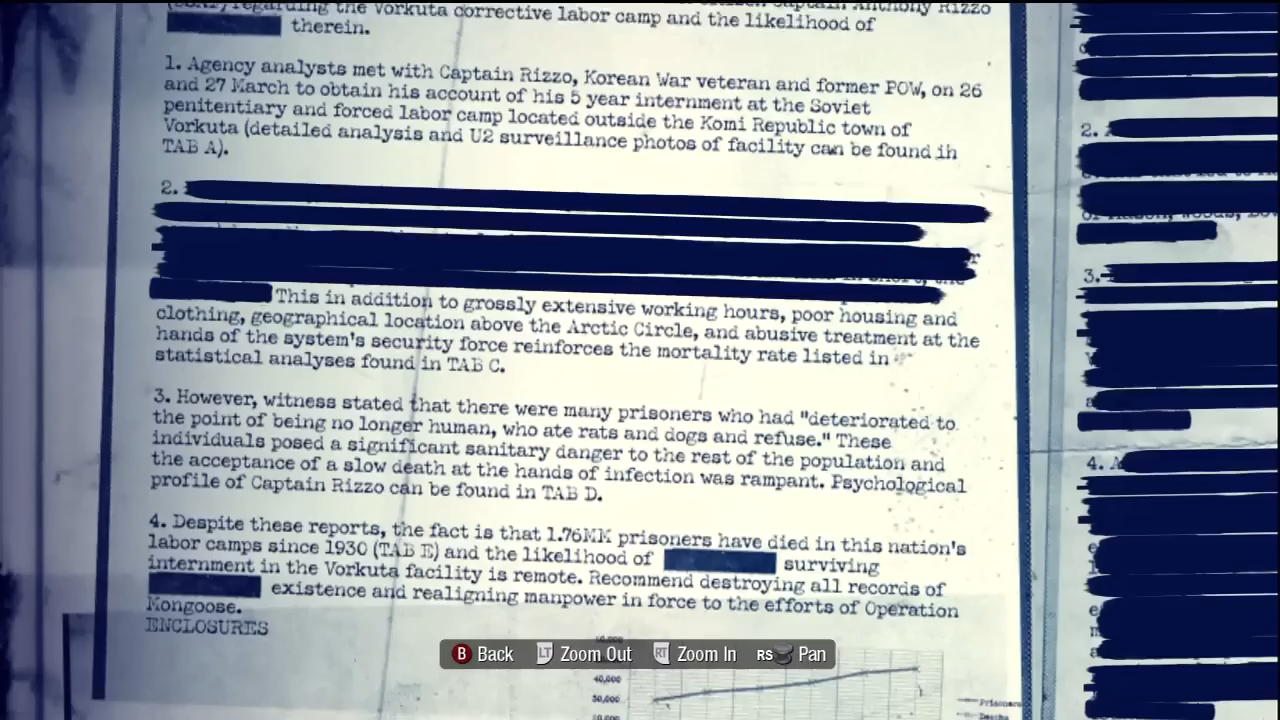 regarding the Vorkuta corrective labor camp and the likelihood of
therein.
1. Agency analysts met with Captain Rizzo, Korean War veteran and former POW, on 26
and 27 March to obtain his account of his 5 year internment at the Soviet
penitentiary and forced labor camp located outside the Komi Republic town of
Vorkuta (detailed analysis and U2 surveillance photos of facility can be found in
TAB A).
2.
This in addition to grossly extensive working hours, poor housing and
clothing, geographical location above the Arctic Circle, and abusive treatment at the
hands of the system's security force reinforces the mortality rate listed in
statistical analyses found in TAB C.
3. However, witness stated that there were many prisoners who had "deteriorated to
the point of being no longer human, who ate rats and dogs and refuse." These
individuals posed a significant sanitary danger to the rest of the population and
the acceptance of a slow death at the hands of infection was rampant. Psychological
profile of Captain Rizzo can be found in TAB D.
4. Despite these reports, the fact is that 1.76MM prisoners have died in this nation's
labor camps since 1930 (TAB E) and the likelihood of surviving
internment in the Vorkuta facility is remote. Recommend destroying all records of
existence and realigning manpower in force to the efforts of Operation
Mongoose.
ENCLOSURES
40,000
30,000
Prisoners
Deaths
2.
3.
4.
B Back LT Zoom Out RT Zoom In RS Pan